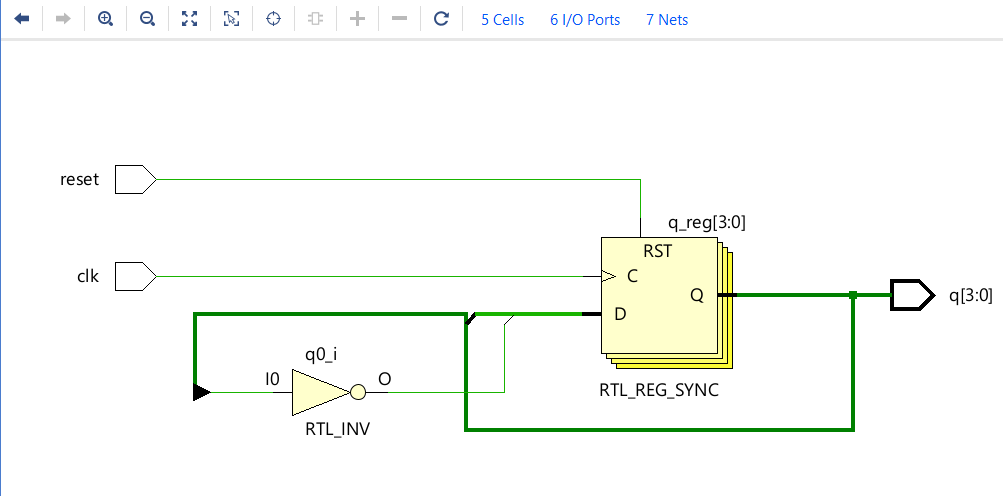 5 Cells 6 I/O Ports 7 Nets
reset
q_reg[3:0]
RST
clk
C
Q
q[3:0]
D
q0_i
I0
O
RTL_REG_SYNC
RTL_INV